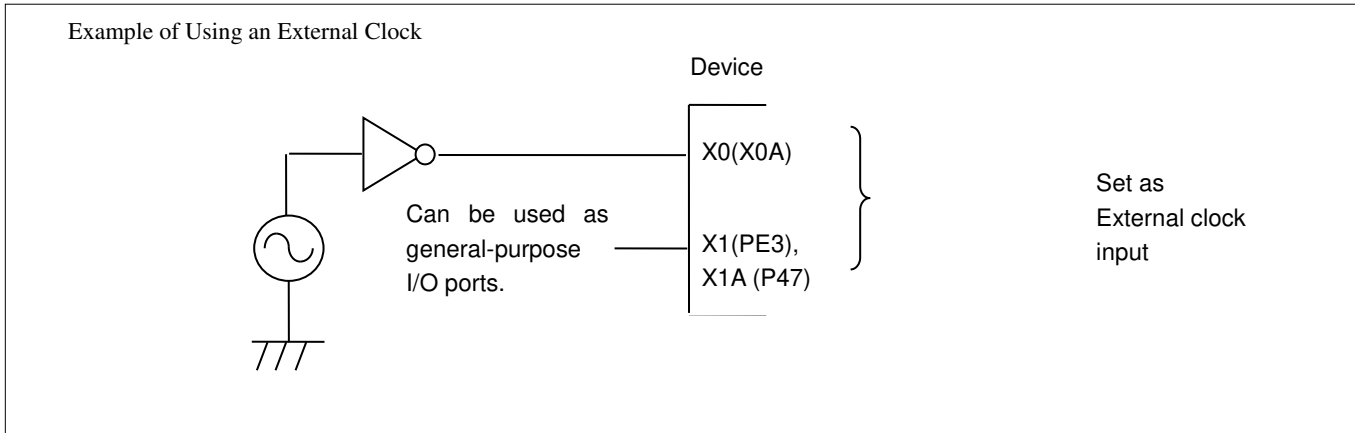 Example of Using an External Clock
Device
X0(X0A)
Can be used as
general-purpose
I/O ports.
X1(PE3),
X1A (P47)
Set as
External clock
input